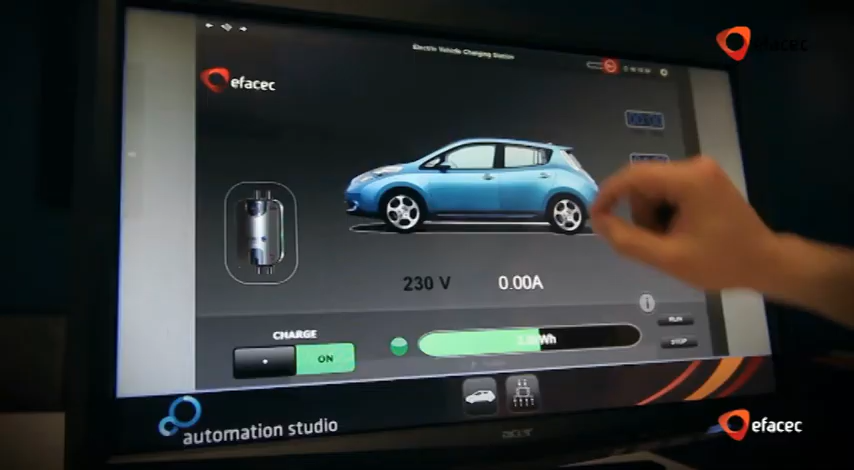 efacec
Electric Vehicle Charging Station
efacec
230 V
0.00A
CHARGE
ON
RUN
STOP
automation studio
efacec
acer